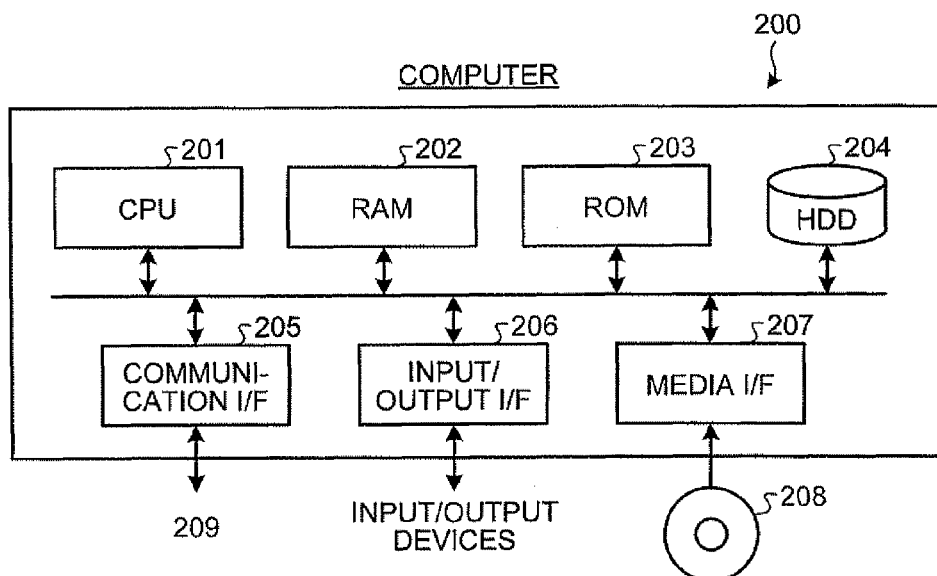 200
COMPUTER
201
202
203
204
CPU
RAM
ROM
HDD
205
206
207
COMMUNI-
CATION I/F
INPUT/
OUTPUT I/F
MEDIA I/F
209
INPUT/OUTPUT
DEVICES
208